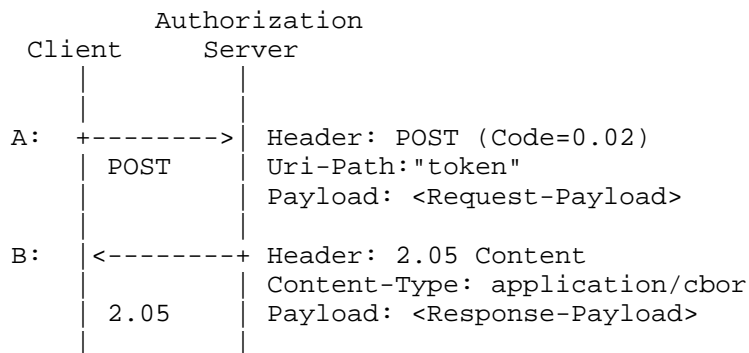 Authorization
Client Server
A: +-------->| Header: POST (Code=0.02)
| POST | Uri-Path:"token"
| | Payload: <Request-Payload>
B: |<--------+ Header: 2.05 Content
| | Content-Type: application/cbor
| 2.05 | Payload: <Response-Payload>